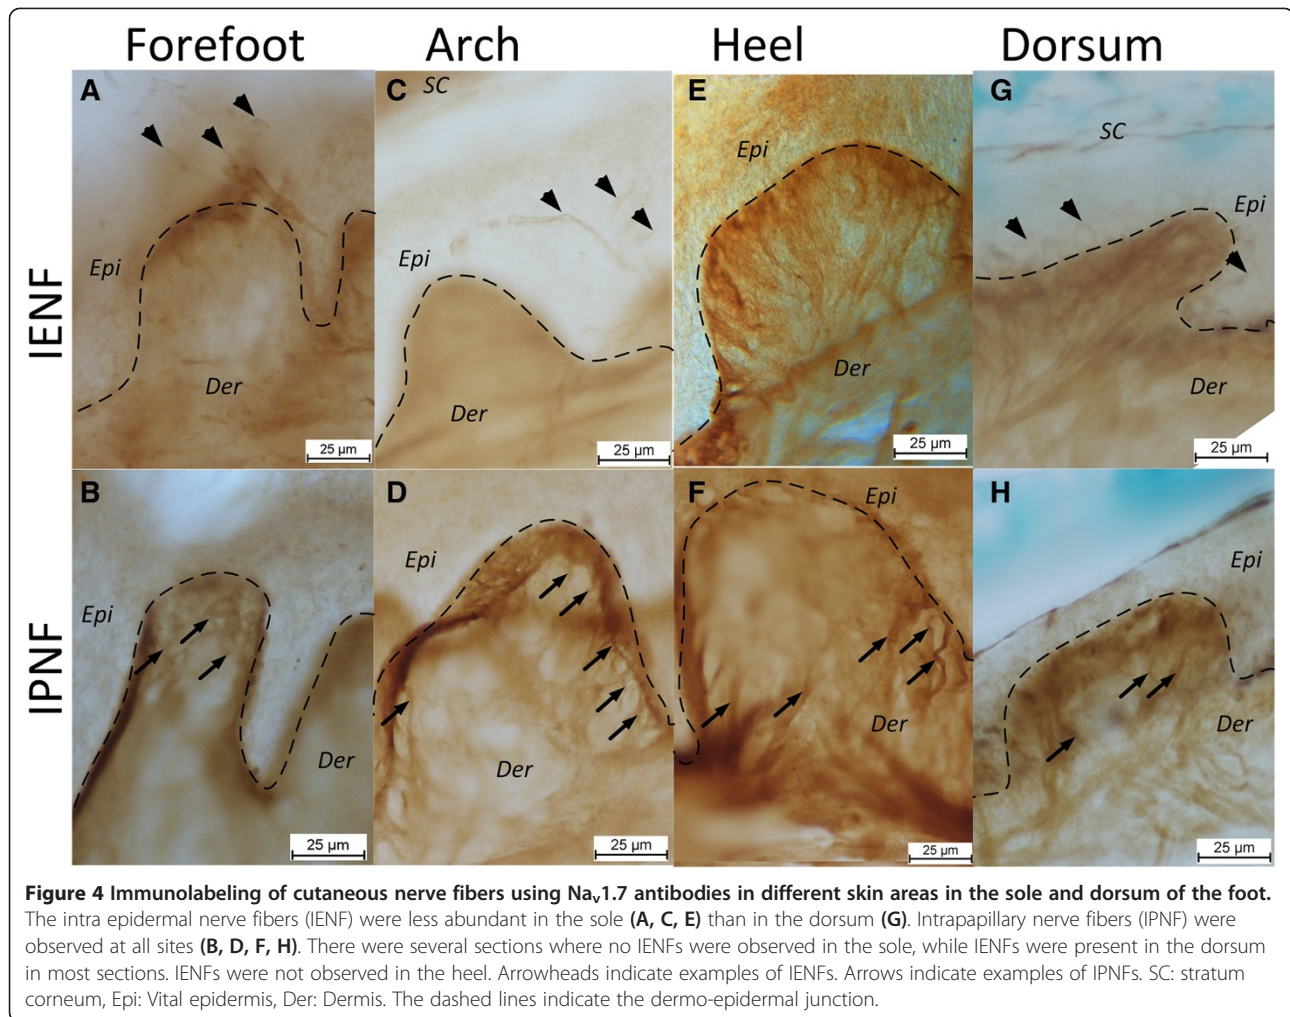 Forefoot Arch Heel Dorsum
IENF
A
Epi
Der
25 µm
C
SC
Epi
Der
25 µm
E
Epi
Der
25 µm
G
SC
Epi
Der
25 µm
IPNF
B
Epi
Der
25 µm
D
Epi
Der
25 µm
F
Epi
Der
25 µm
H
Epi
Der
25 µm
Figure 4 Immunolabeling of cutaneous nerve fibers using Nav1.7 antibodies in different skin areas in the sole and dorsum of the foot.
The intra epidermal nerve fibers (IENF) were less abundant in the sole (A, C, E) than in the dorsum (G). Intrapapillary nerve fibers (IPNF) were
observed at all sites (B, D, F, H). There were several sections where no IENFs were observed in the sole, while IENFs were present in the dorsum
in most sections. IENFs were not observed in the heel. Arrowheads indicate examples of IENFs. Arrows indicate examples of IPNFs. SC: stratum
corneum, Epi: Vital epidermis, Der: Dermis. The dashed lines indicate the dermo-epidermal junction.